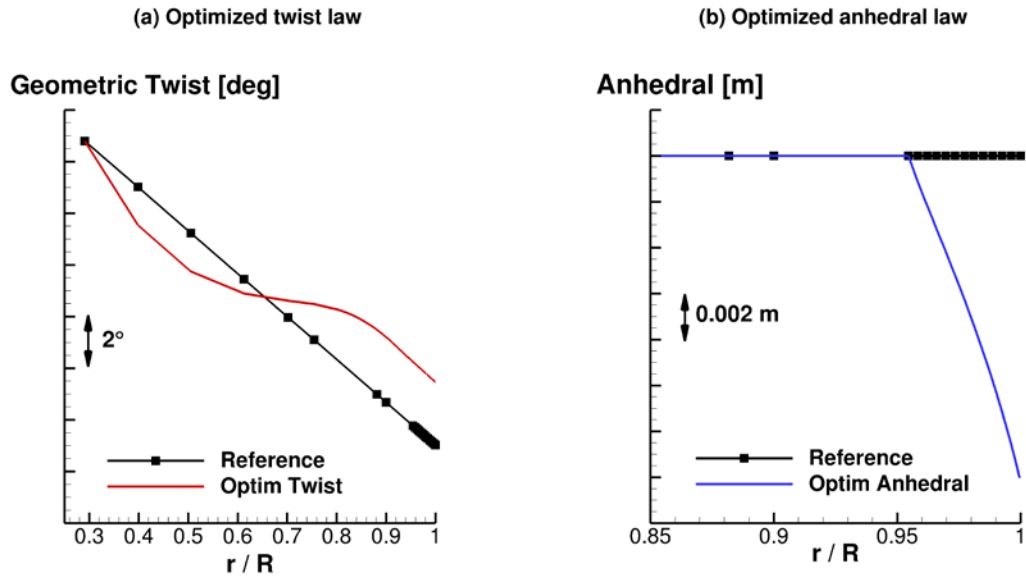 (a) Optimized twist law
Geometric Twist [deg]
2°
Reference
Optim Twist
0.3 0.4 0.5 0.6 0.7 0.8 0.9 1
r / R
(b) Optimized anhedral law
Anhedral [m]
0.002 m
Reference
Optim Anhedral
0.85 0.9 0.95 1
r / R